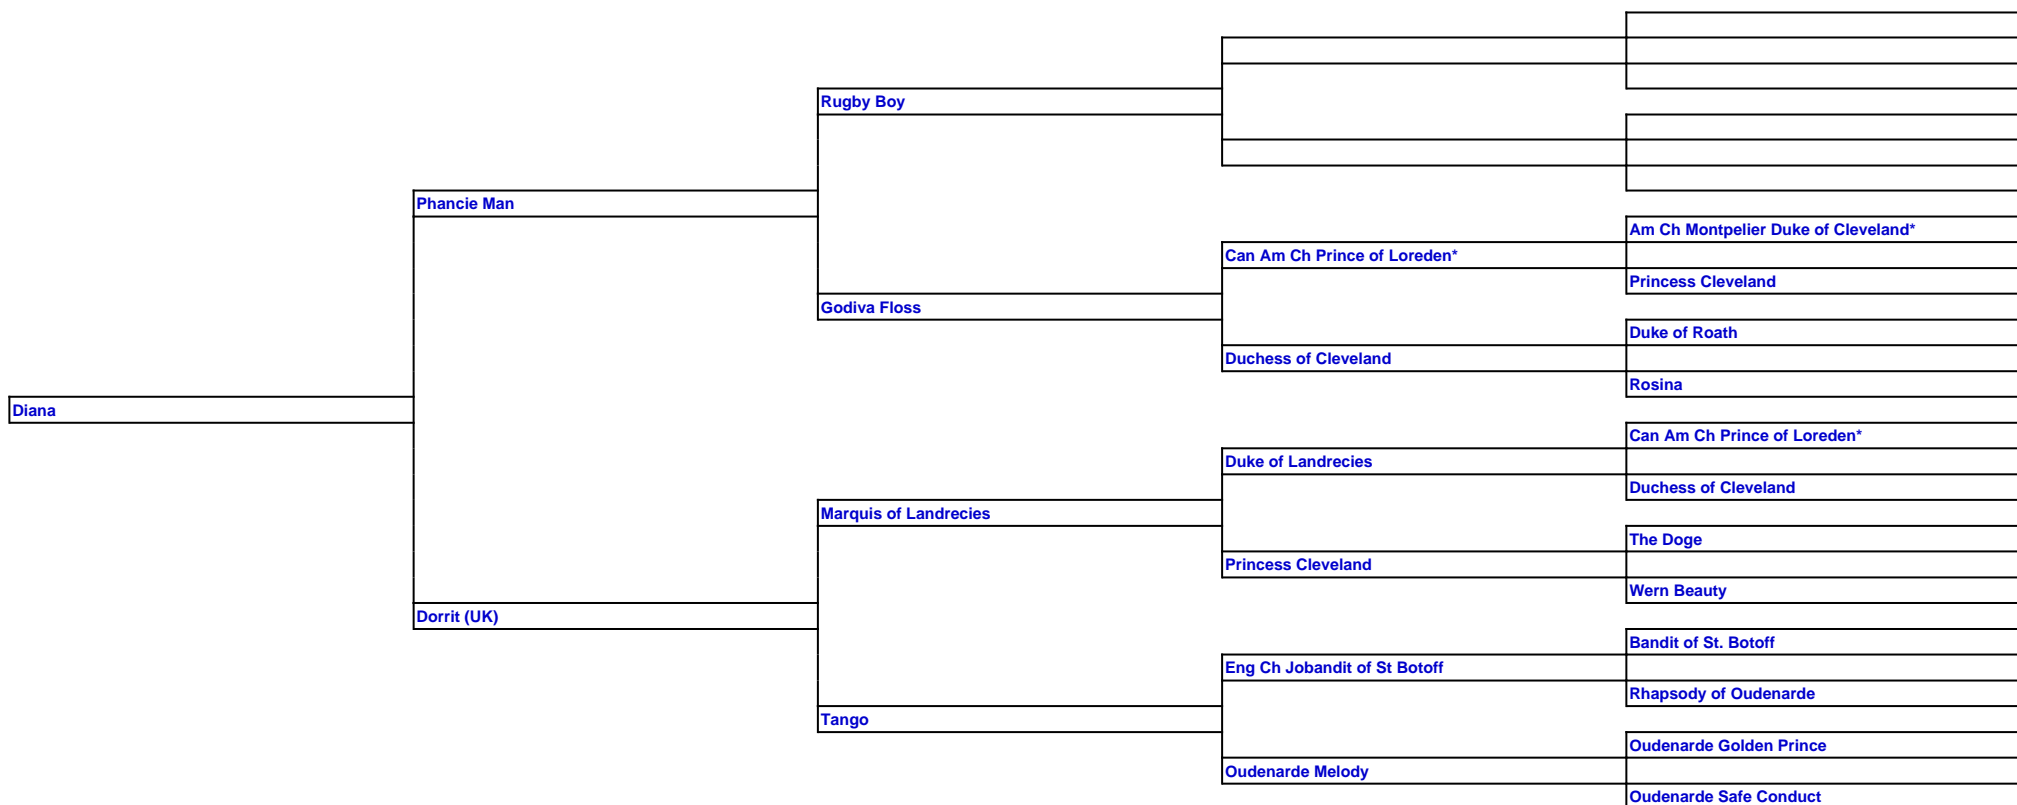 Rugby Boy
Phancie Man
Am Ch Montpelier Duke of Cleveland*
Can Am Ch Prince of Loreden*
Princess Cleveland
Godiva Floss
Duke of Roath
Duchess of Cleveland
Rosina
Diana
Can Am Ch Prince of Loreden*
Duke of Landrecies
Duchess of Cleveland
Marquis of Landrecies
The Doge
Princess Cleveland
Wern Beauty
Dorrit (UK)
Bandit of St. Botoff
Eng Ch Jobandit of St Botoff
Rhapsody of Oudenarde
Tango
Oudenarde Golden Prince
Oudenarde Melody
Oudenarde Safe Conduct